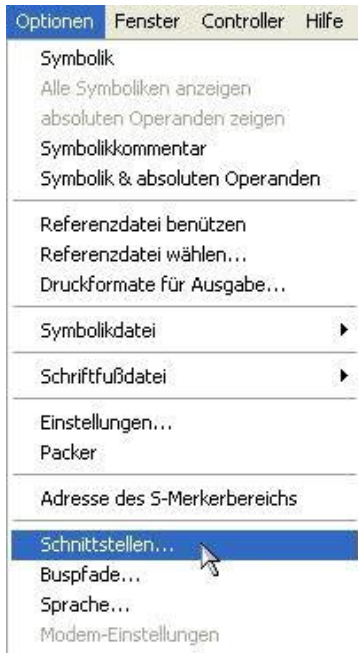 Optionen Fenster Controller Hilfe
Symbolik
Alle Symboliken anzeigen
absoluten Operanden zeigen
Symbolikkommentar
Symbolik & absoluten Operanden
Referenzdatei benützen
Referenzdatei wählen...
Druckformate für Ausgabe...
Symbolikdatei
Schriftfußdatei
Einstellungen...
Packer
Adresse des S-Merkerbereichs
Schnittstellen...
Buspfade...
Sprache...
Modem-Einstellungen